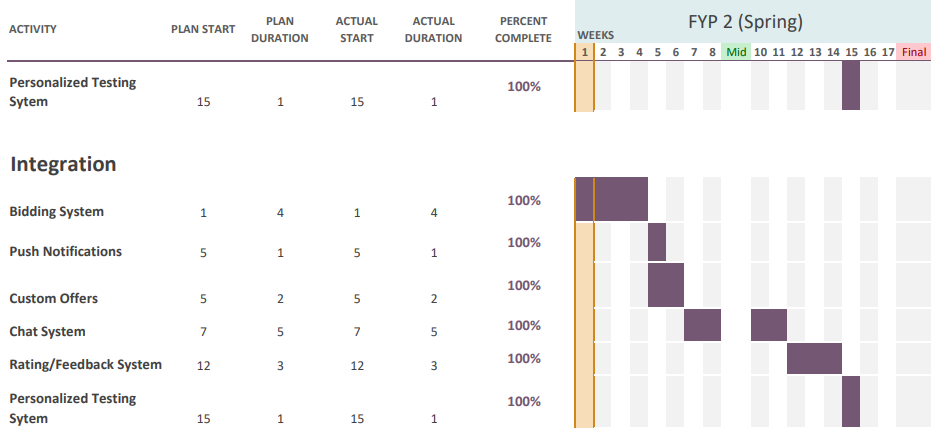 ACTIVITY PLAN START PLAN DURATION ACTUAL START ACTUAL DURATION PERCENT COMPLETE FYP 2 (Spring)
WEEKS
1 2 3 4 5 6 7 8 Mid 10 11 12 13 14 15 16 17 Final
Personalized Testing
Sytem 15 1 15 1 100%
Integration
Bidding System 1 4 1 4 100%
Push Notifications 5 1 5 1 100%
Custom Offers 5 2 5 2 100%
Chat System 7 5 7 5 100%
Rating/Feedback System 12 3 12 3 100%
Personalized Testing
Sytem 15 1 15 1 100%